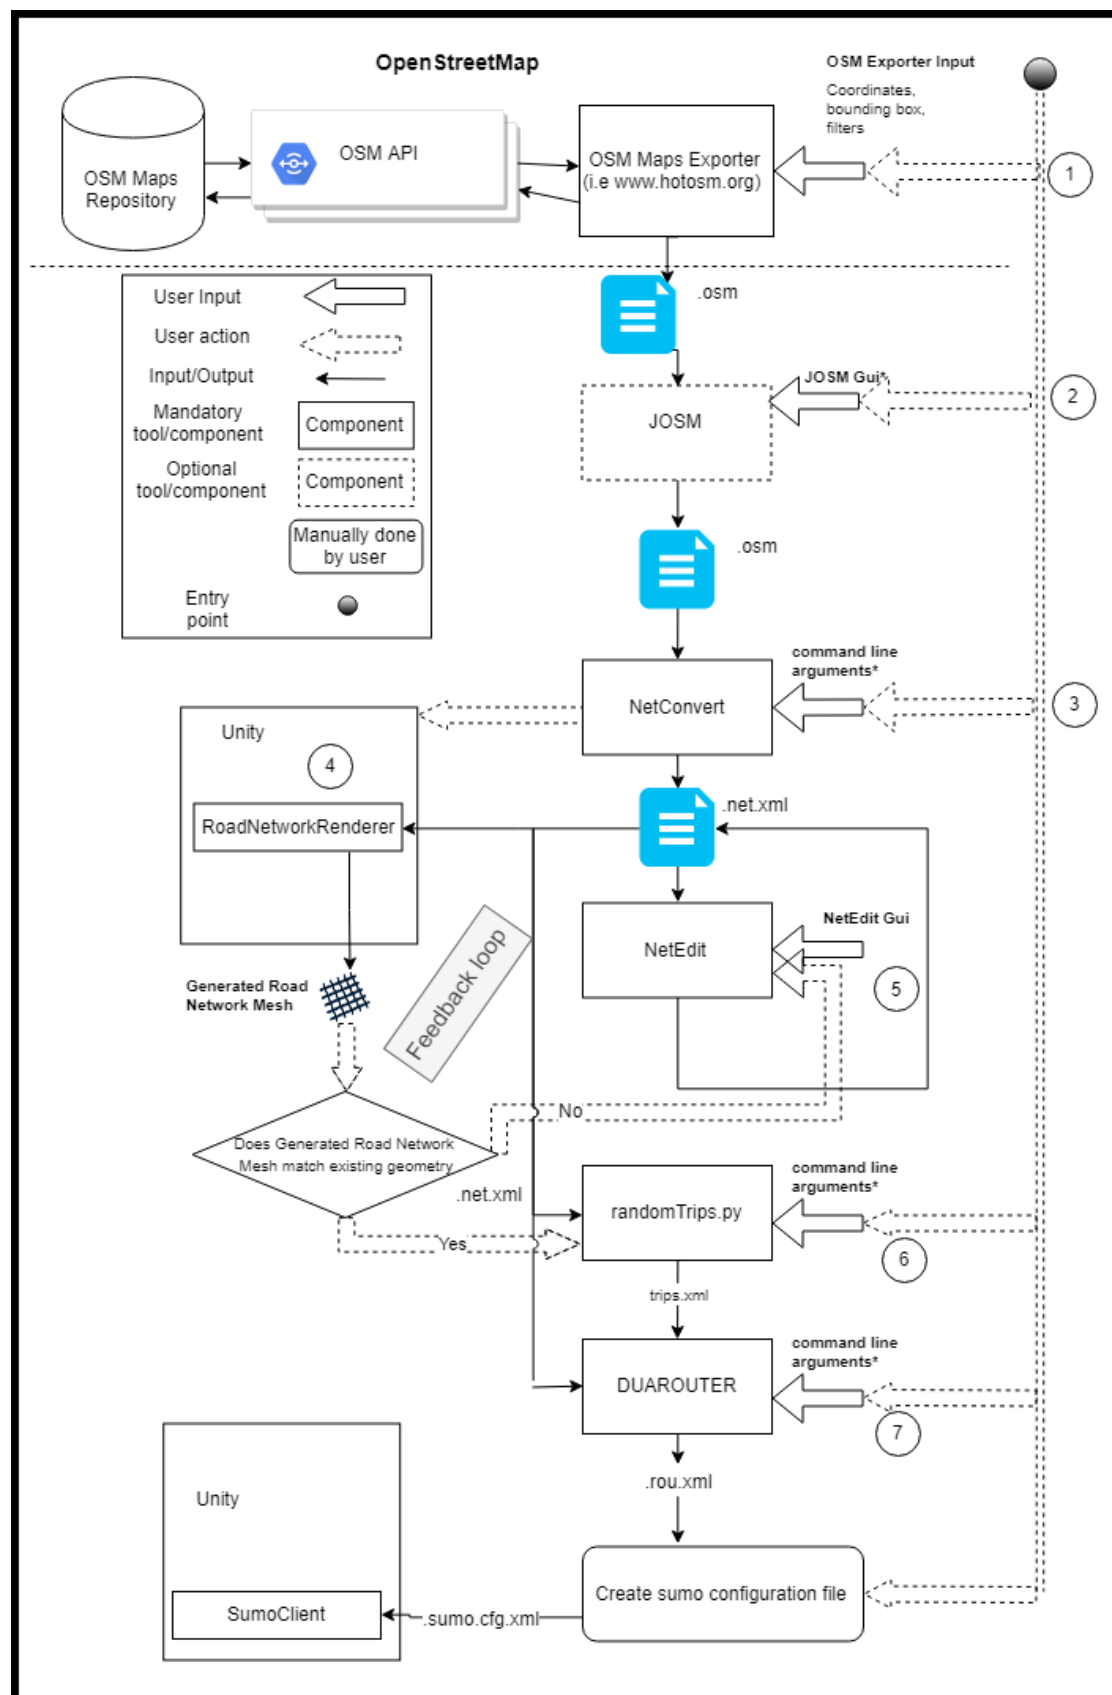 OpenStreetMap
OSM Exporter Input
Coordinates,
bounding box,
filters
OSM Maps
Repository
OSM API
OSM Maps Exporter
(i.e www.hotosm.org)
1
.osm
User Input
User action
Input/Output
Mandatory
tool/component
Component
Optional
tool/component
Component
Manually done
by user
Entry
point
JOSM Gui*
2
JOSM
.osm
command line
arguments*
NetConvert
3
Unity
4
RoadNetworkRenderer
.net.xml
NetEdit Gui
NetEdit
5
Feedback loop
Generated Road
Network Mesh
No
Does Generated Road Network
Mesh match existing geometry
.net.xml
Yes
command line
arguments*
randomTrips.py
6
trips.xml
command line
arguments*
DUAROUTER
7
.rou.xml
Unity
Create sumo configuration file
SumoClient
.sumo.cfg.xml